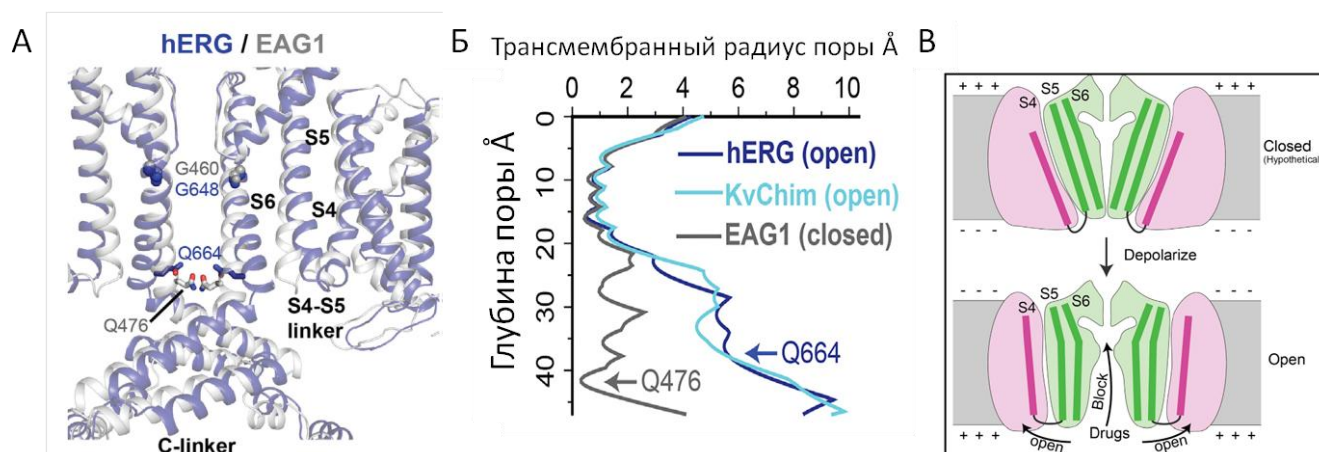 А
hERG / EAG1
G460
G648
S5
S6
S4
Q664
Q476
S4-S5
linker
C-linker
Б
Трансмембранный радиус поры Å
0 2 4 6 8 10
Глубина поры Å
0
10
20
30
40
hERG (open)
KvChim (open)
EAG1 (closed)
Q664
Q476
В
+ + +
+ + +
S5
S6
S4
Closed
(Hypothetical)
- - -
- - -
Depolarize
- - -
- - -
S5
S6
S4
Open
Block
+ + +
open
Drugs
open
+ + +